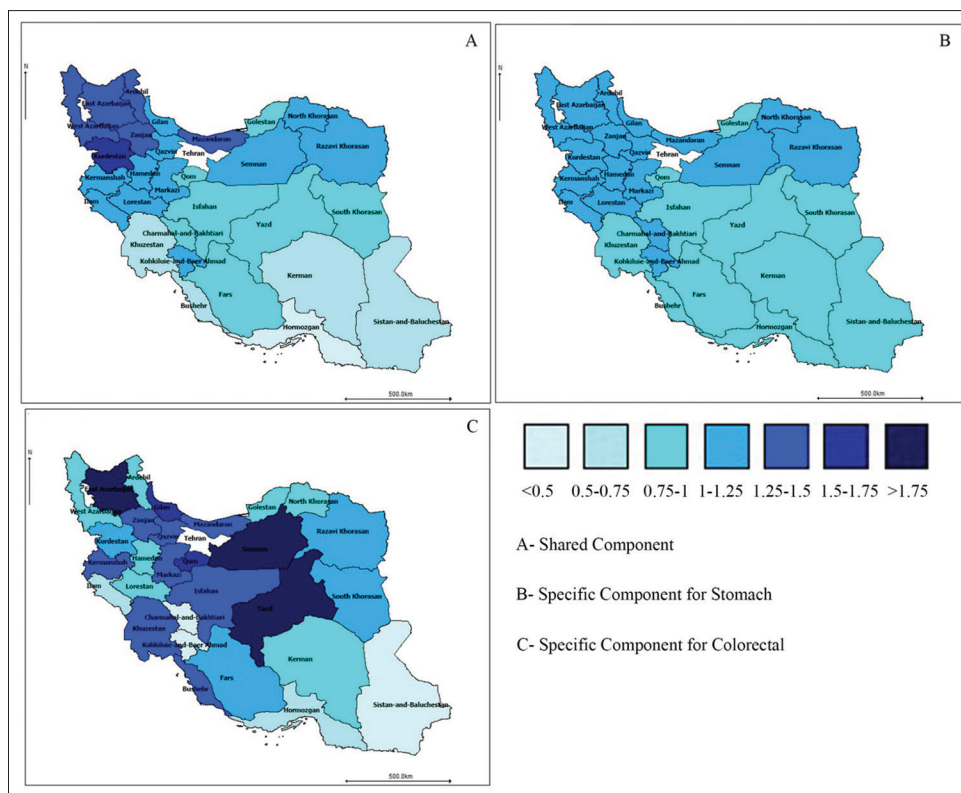 A
N
Ardebil
East Azarbaijan
West Azarbaijan
Gilan
Zanjan
Mazandaran
Golestan
North Khorasan
Kurdestan
Qazvin
Tehran
Semnan
Razavi Khorasan
Kermanshah
Hamedan
Qom
Markazi
Ilam
Lorestan
Isfahan
South Khorasan
Charmahal-and-Bakhtiari
Yazd
Khuzestan
Kohkiluie-and-Baer Ahmad
Kerman
Fars
Bushehr
Hormozgan
Sistan-and-Baluchestan
500.0km
B
N
Ardebil
East Azarbaijan
West Azarbaijan
Gilan
Zanjan
Mazandaran
Golestan
North Khorasan
Kurdestan
Qazvin
Tehran
Semnan
Razavi Khorasan
Kermanshah
Hamedan
Qom
Markazi
Ilam
Lorestan
Isfahan
South Khorasan
Charmahal-and-Bakhtiari
Yazd
Khuzestan
Kohkiluie-and-Baer Ahmad
Kerman
Fars
Bushehr
Hormozgan
Sistan-and-Baluchestan
500.0km
C
N
Ardebil
East Azarbaijan
West Azarbaijan
Gilan
Zanjan
Mazandaran
Golestan
North Khorasan
Kurdestan
Qazvin
Tehran
Semnan
Razavi Khorasan
Kermanshah
Hamedan
Qom
Markazi
Ilam
Lorestan
Isfahan
South Khorasan
Charmahal-and-Bakhtiari
Yazd
Khuzestan
Kohkiluie-and-Baer Ahmad
Kerman
Fars
Bushehr
Hormozgan
Sistan-and-Baluchestan
500.0km
<0.5 0.5-0.75 0.75-1 1-1.25 1.25-1.5 1.5-1.75 >1.75
A- Shared Component
B- Specific Component for Stomach
C- Specific Component for Colorectal